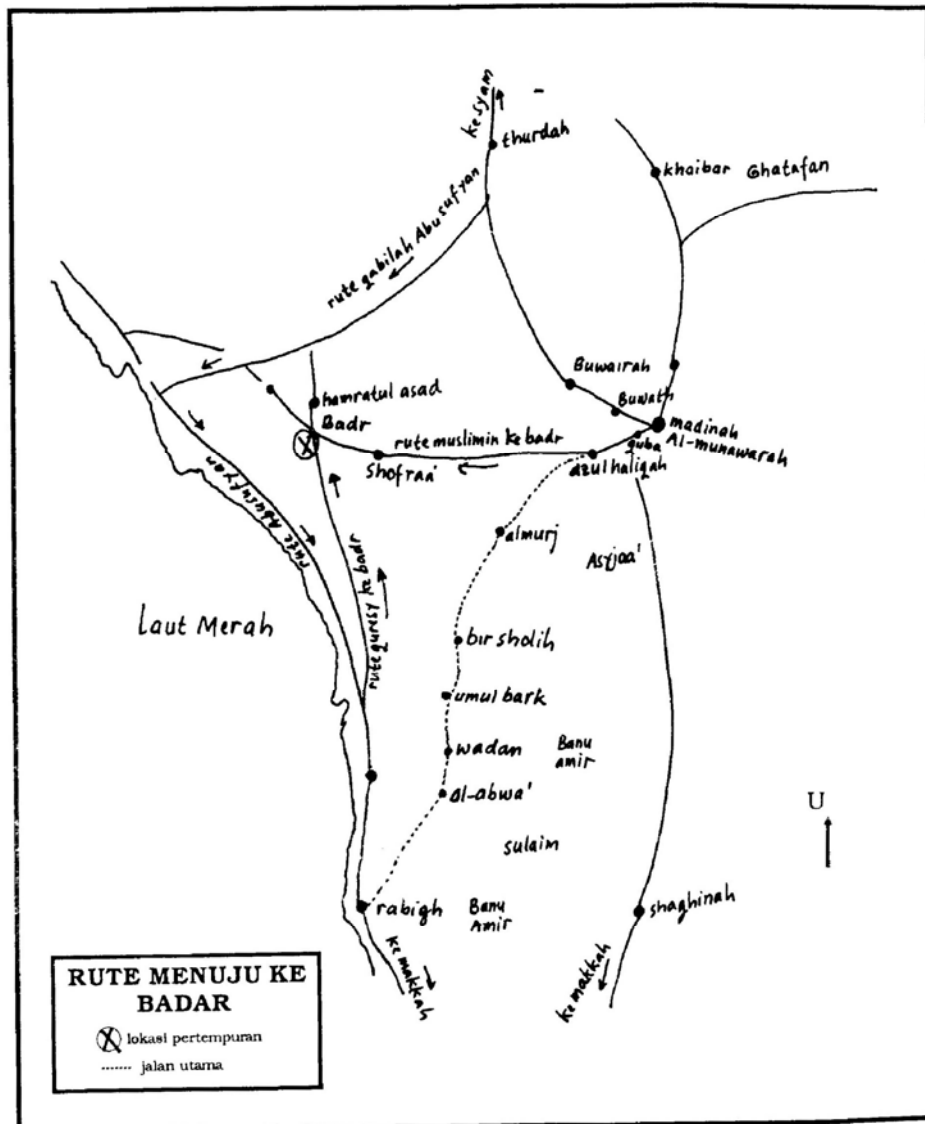 ke syam
thurdah
khaibar
Ghatafan
rute qabilah Abu sufyan
Buwairah
Buwath
hamratul asad
Badr
rute muslimin ke badr
madinah
Al-munawarah
quba
Shofraa'
dzul haliqah
rute Abusufyan
almurj
Asyjaa'
rute qurisy ke badr
Laut Merah
bir sholih
umul bark
wadan
Banu
amir
al-abwa'
U
sulaim
rabigh
Banu
Amir
shaghinah
ke makkah
ke makkah
RUTE MENUJU KE
BADAR
lokasi pertempuran
jalan utama